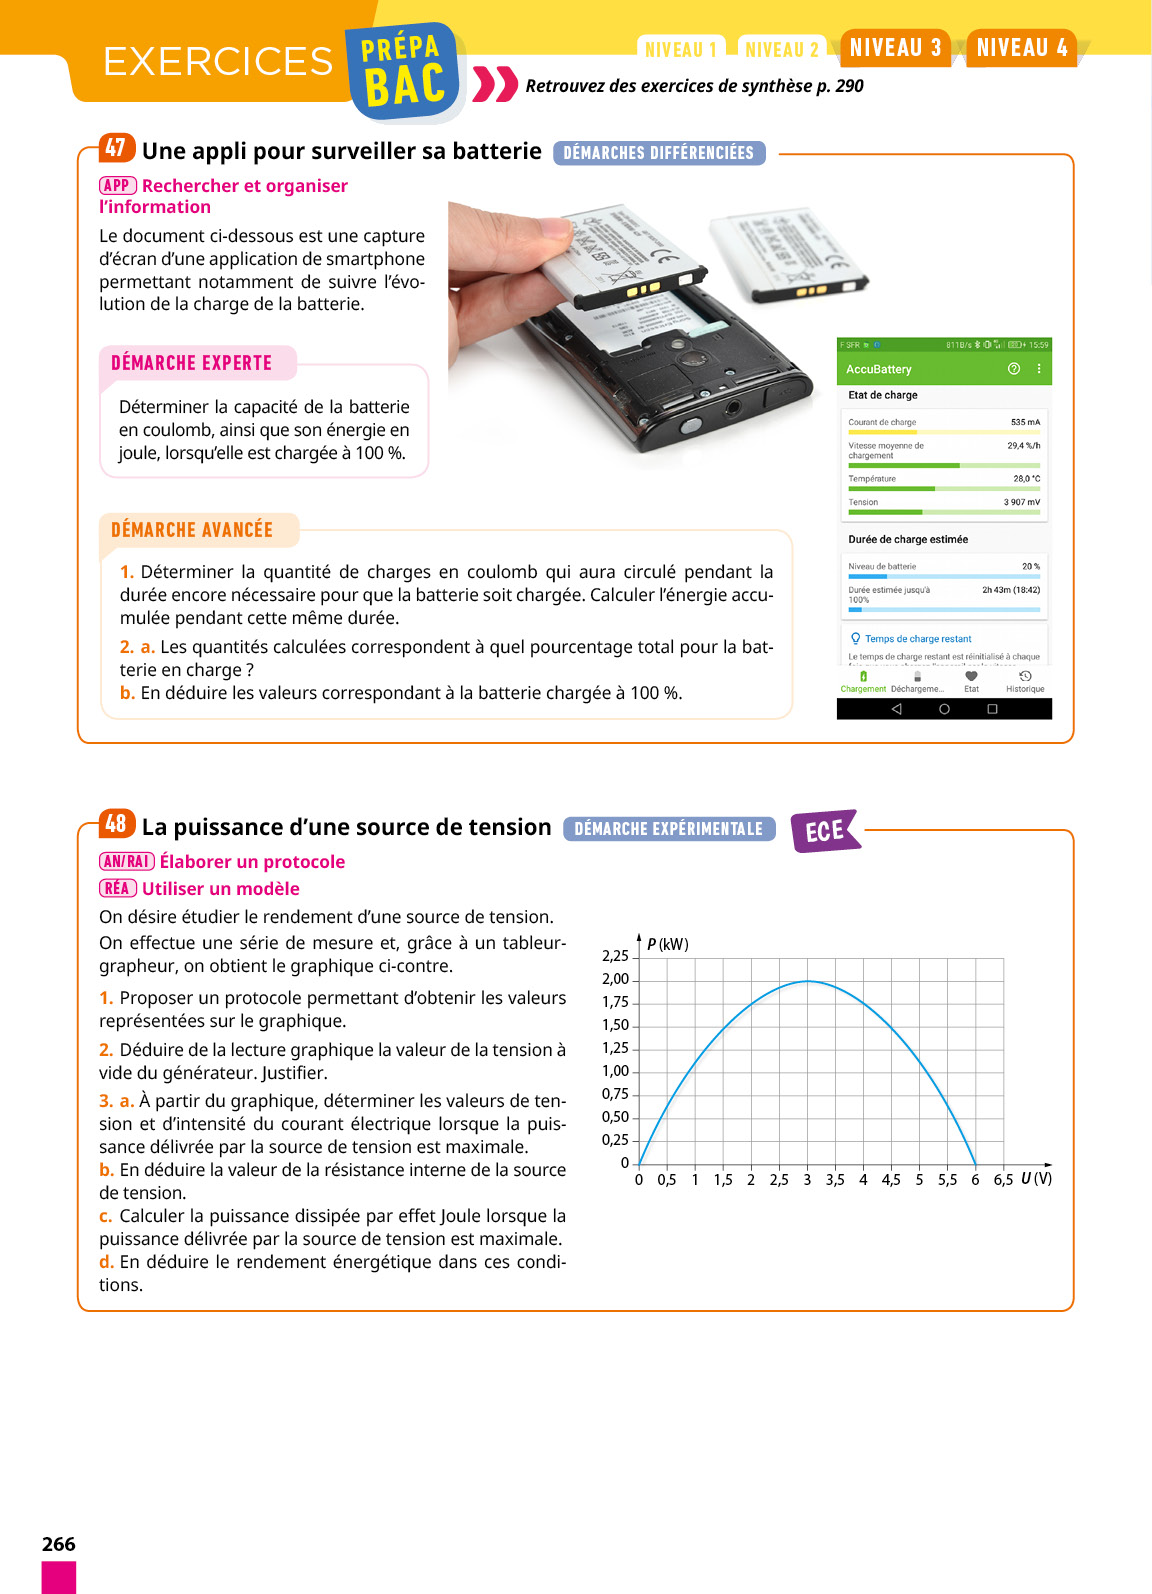 EXERCICES
PRÉPA
BAC
NIVEAU 1 NIVEAU 2 NIVEAU 3 NIVEAU 4
Retrouvez des exercices de synthèse p. 290
47 Une appli pour surveiller sa batterie DÉMARCHES DIFFÉRENCIÉES
APP Rechercher et organiser
l’information
Le document ci-dessous est une capture
d’écran d’une application de smartphone
permettant notamment de suivre l’évo-
lution de la charge de la batterie.
DÉMARCHE EXPERTE
Déterminer la capacité de la batterie
en coulomb, ainsi que son énergie en
joule, lorsqu’elle est chargée à 100 %.
DÉMARCHE AVANCÉE
1. Déterminer la quantité de charges en coulomb qui aura circulé pendant la
durée encore nécessaire pour que la batterie soit chargée. Calculer l’énergie accu-
mulée pendant cette même durée.
2. a. Les quantités calculées correspondent à quel pourcentage total pour la bat-
terie en charge ?
b. En déduire les valeurs correspondant à la batterie chargée à 100 %.
F SFR 811B/s 15:59
AccuBattery
Etat de charge
Courant de charge 535 mA
Vitesse moyenne de 29,4 %/h
chargement
Température 28,0 °C
Tension 3 907 mV
Durée de charge estimée
Niveau de batterie 20 %
Durée estimée jusqu'à 2h 43m (18:42)
100%
Temps de charge restant
Le temps de charge restant est réinitialisé à chaque
Chargement Déchargeme... Etat Historique
48 La puissance d’une source de tension DÉMARCHE EXPÉRIMENTALE ECE
AN/RAI Élaborer un protocole
RÉA Utiliser un modèle
On désire étudier le rendement d’une source de tension.
On effectue une série de mesure et, grâce à un tableur-
grapheur, on obtient le graphique ci-contre.
1. Proposer un protocole permettant d’obtenir les valeurs
représentées sur le graphique.
2. Déduire de la lecture graphique la valeur de la tension à
vide du générateur. Justifier.
3. a. À partir du graphique, déterminer les valeurs de ten-
sion et d’intensité du courant électrique lorsque la puis-
sance délivrée par la source de tension est maximale.
b. En déduire la valeur de la résistance interne de la source
de tension.
c. Calculer la puissance dissipée par effet Joule lorsque la
puissance délivrée par la source de tension est maximale.
d. En déduire le rendement énergétique dans ces condi-
tions.
P (kW)
2,25
2,00
1,75
1,50
1,25
1,00
0,75
0,50
0,25
0
0 0,5 1 1,5 2 2,5 3 3,5 4 4,5 5 5,5 6 6,5 U (V)
266